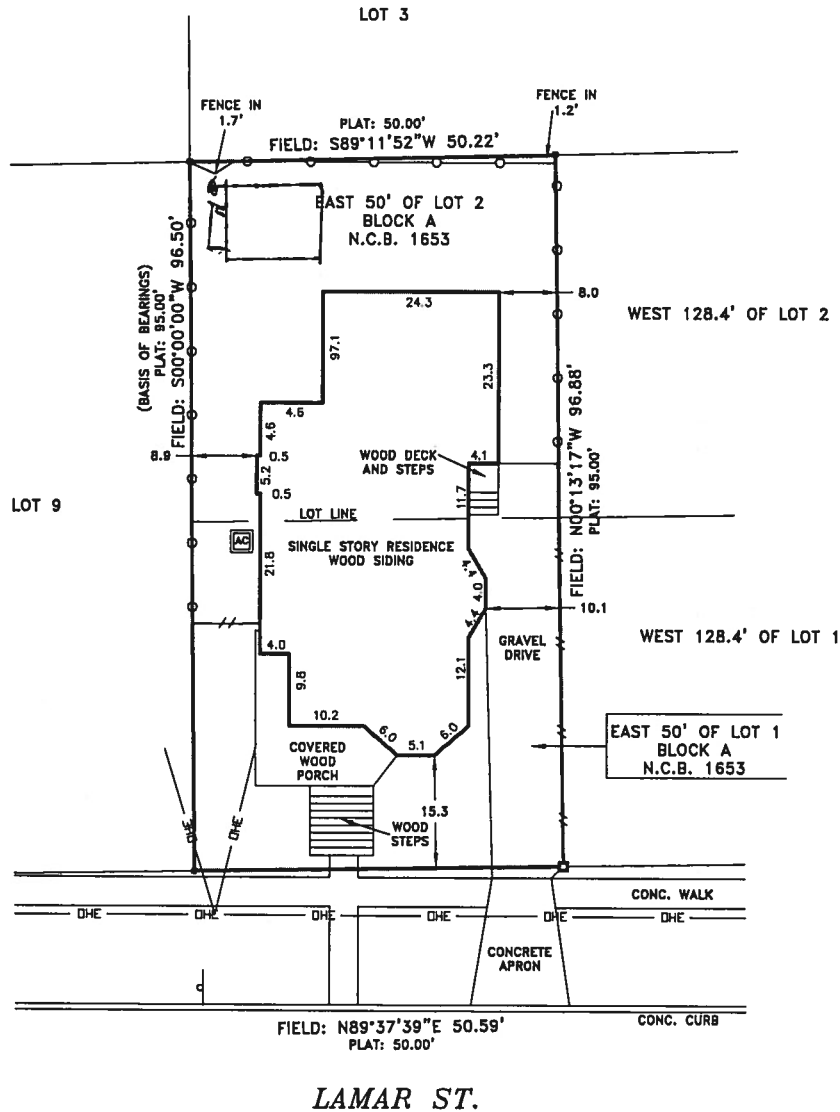 LOT 3
FENCE IN
1.7'
FENCE IN
1.2'
PLAT: 50.00'
FIELD: S89°11'52"W 50.22'
EAST 50' OF LOT 2
BLOCK A
N.C.B. 1653
(BASIS OF BEARINGS)
PLAT: 95.00'
FIELD: S00°00'00"W 96.50'
24.3
8.0
97.1
23.3
WEST 128.4' OF LOT 2
4.6
4.6
8.9
0.5
5.2
0.5
WOOD DECK
AND STEPS
4.1
11.7
FIELD: N00°13'17"W 96.88'
PLAT: 95.00'
LOT 9
LOT LINE
AC
SINGLE STORY RESIDENCE
WOOD SIDING
21.8
4.4
4.0
4.4
10.1
GRAVEL
DRIVE
WEST 128.4' OF LOT 1
4.0
9.8
12.1
10.2
6.0
5.1
6.0
EAST 50' OF LOT 1
BLOCK A
N.C.B. 1653
COVERED
WOOD
PORCH
15.3
WOOD
STEPS
OHE
OHE
CONC. WALK
OHE OHE OHE OHE OHE OHE
CONCRETE
APRON
FIELD: N89°37'39"E 50.59'
PLAT: 50.00'
CONC. CURB
LAMAR ST.